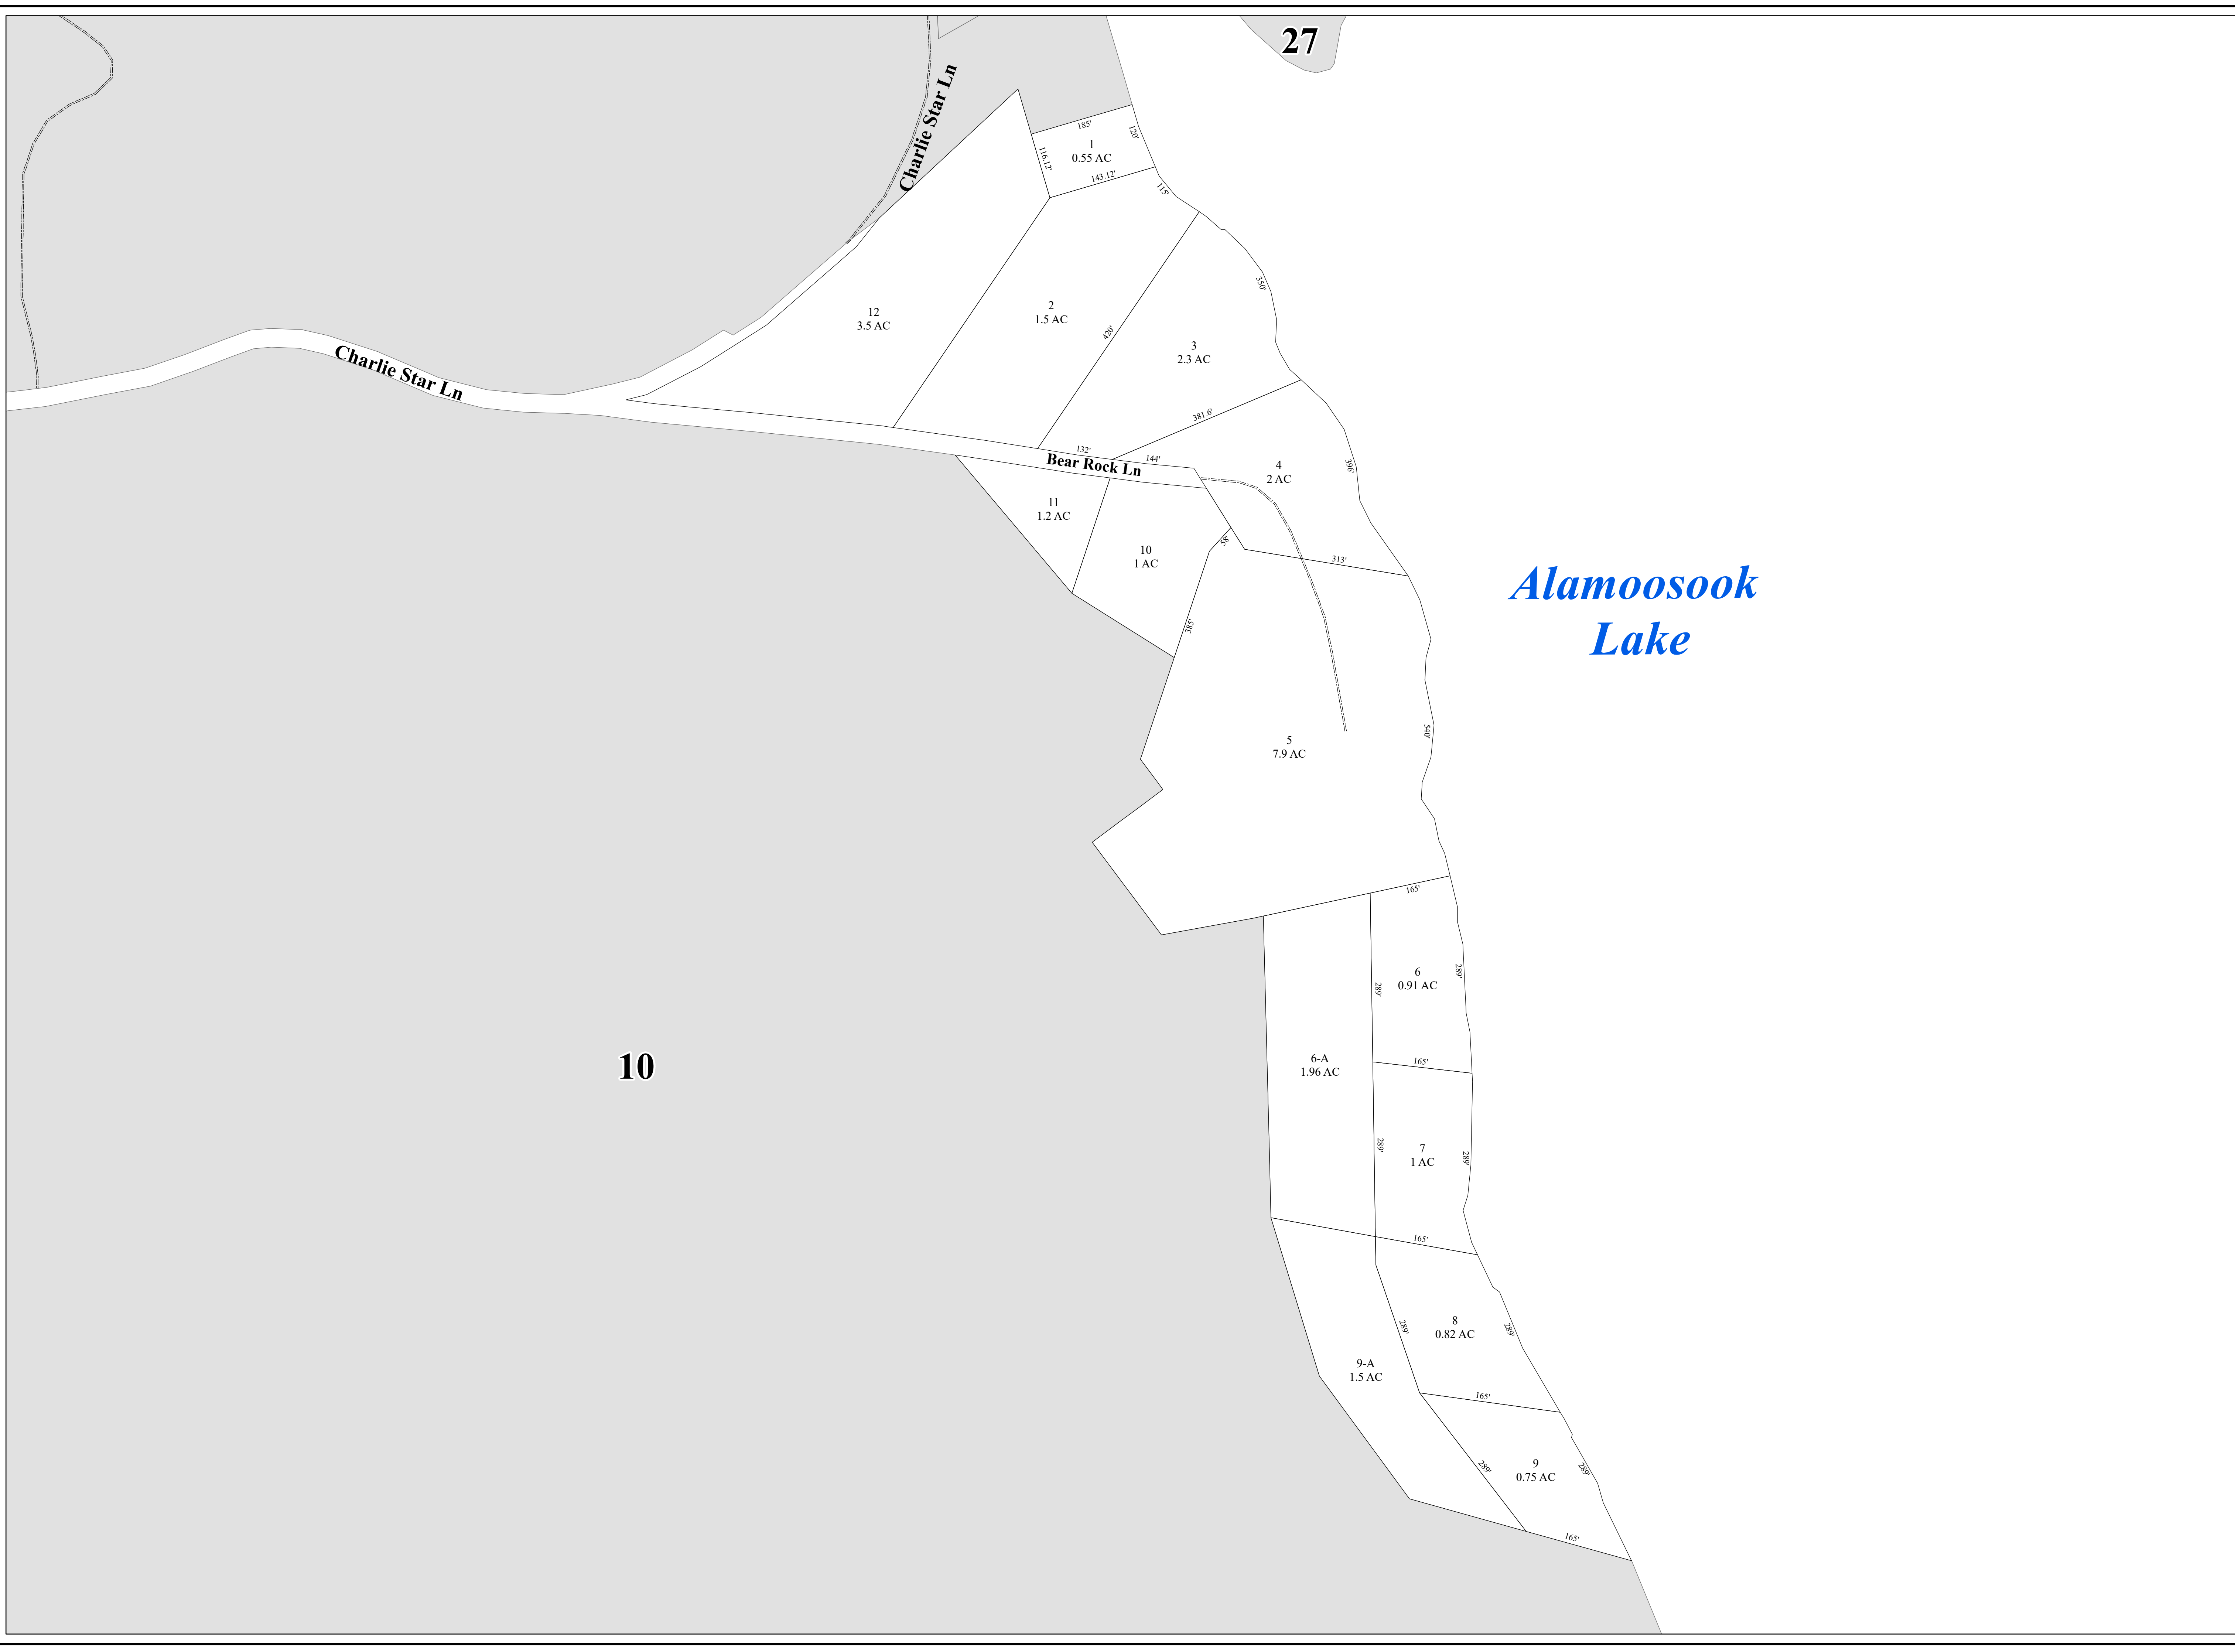 27
Charlie Star Ln
185'
120'
1
0.55 AC
116.12'
143.12'
115'
350'
12
3.5 AC
2
1.5 AC
420'
3
2.3 AC
Charlie Star Ln
381.6'
132'
144'
Bear Rock Ln
396'
4
2 AC
11
1.2 AC
10
1 AC
86'
313'
Alamoosook
Lake
385'
540'
5
7.9 AC
165'
289'
289'
6
0.91 AC
6-A
1.96 AC
165'
10
289'
289'
7
1 AC
165'
289'
289'
8
0.82 AC
9-A
1.5 AC
165'
289'
289'
9
0.75 AC
165'